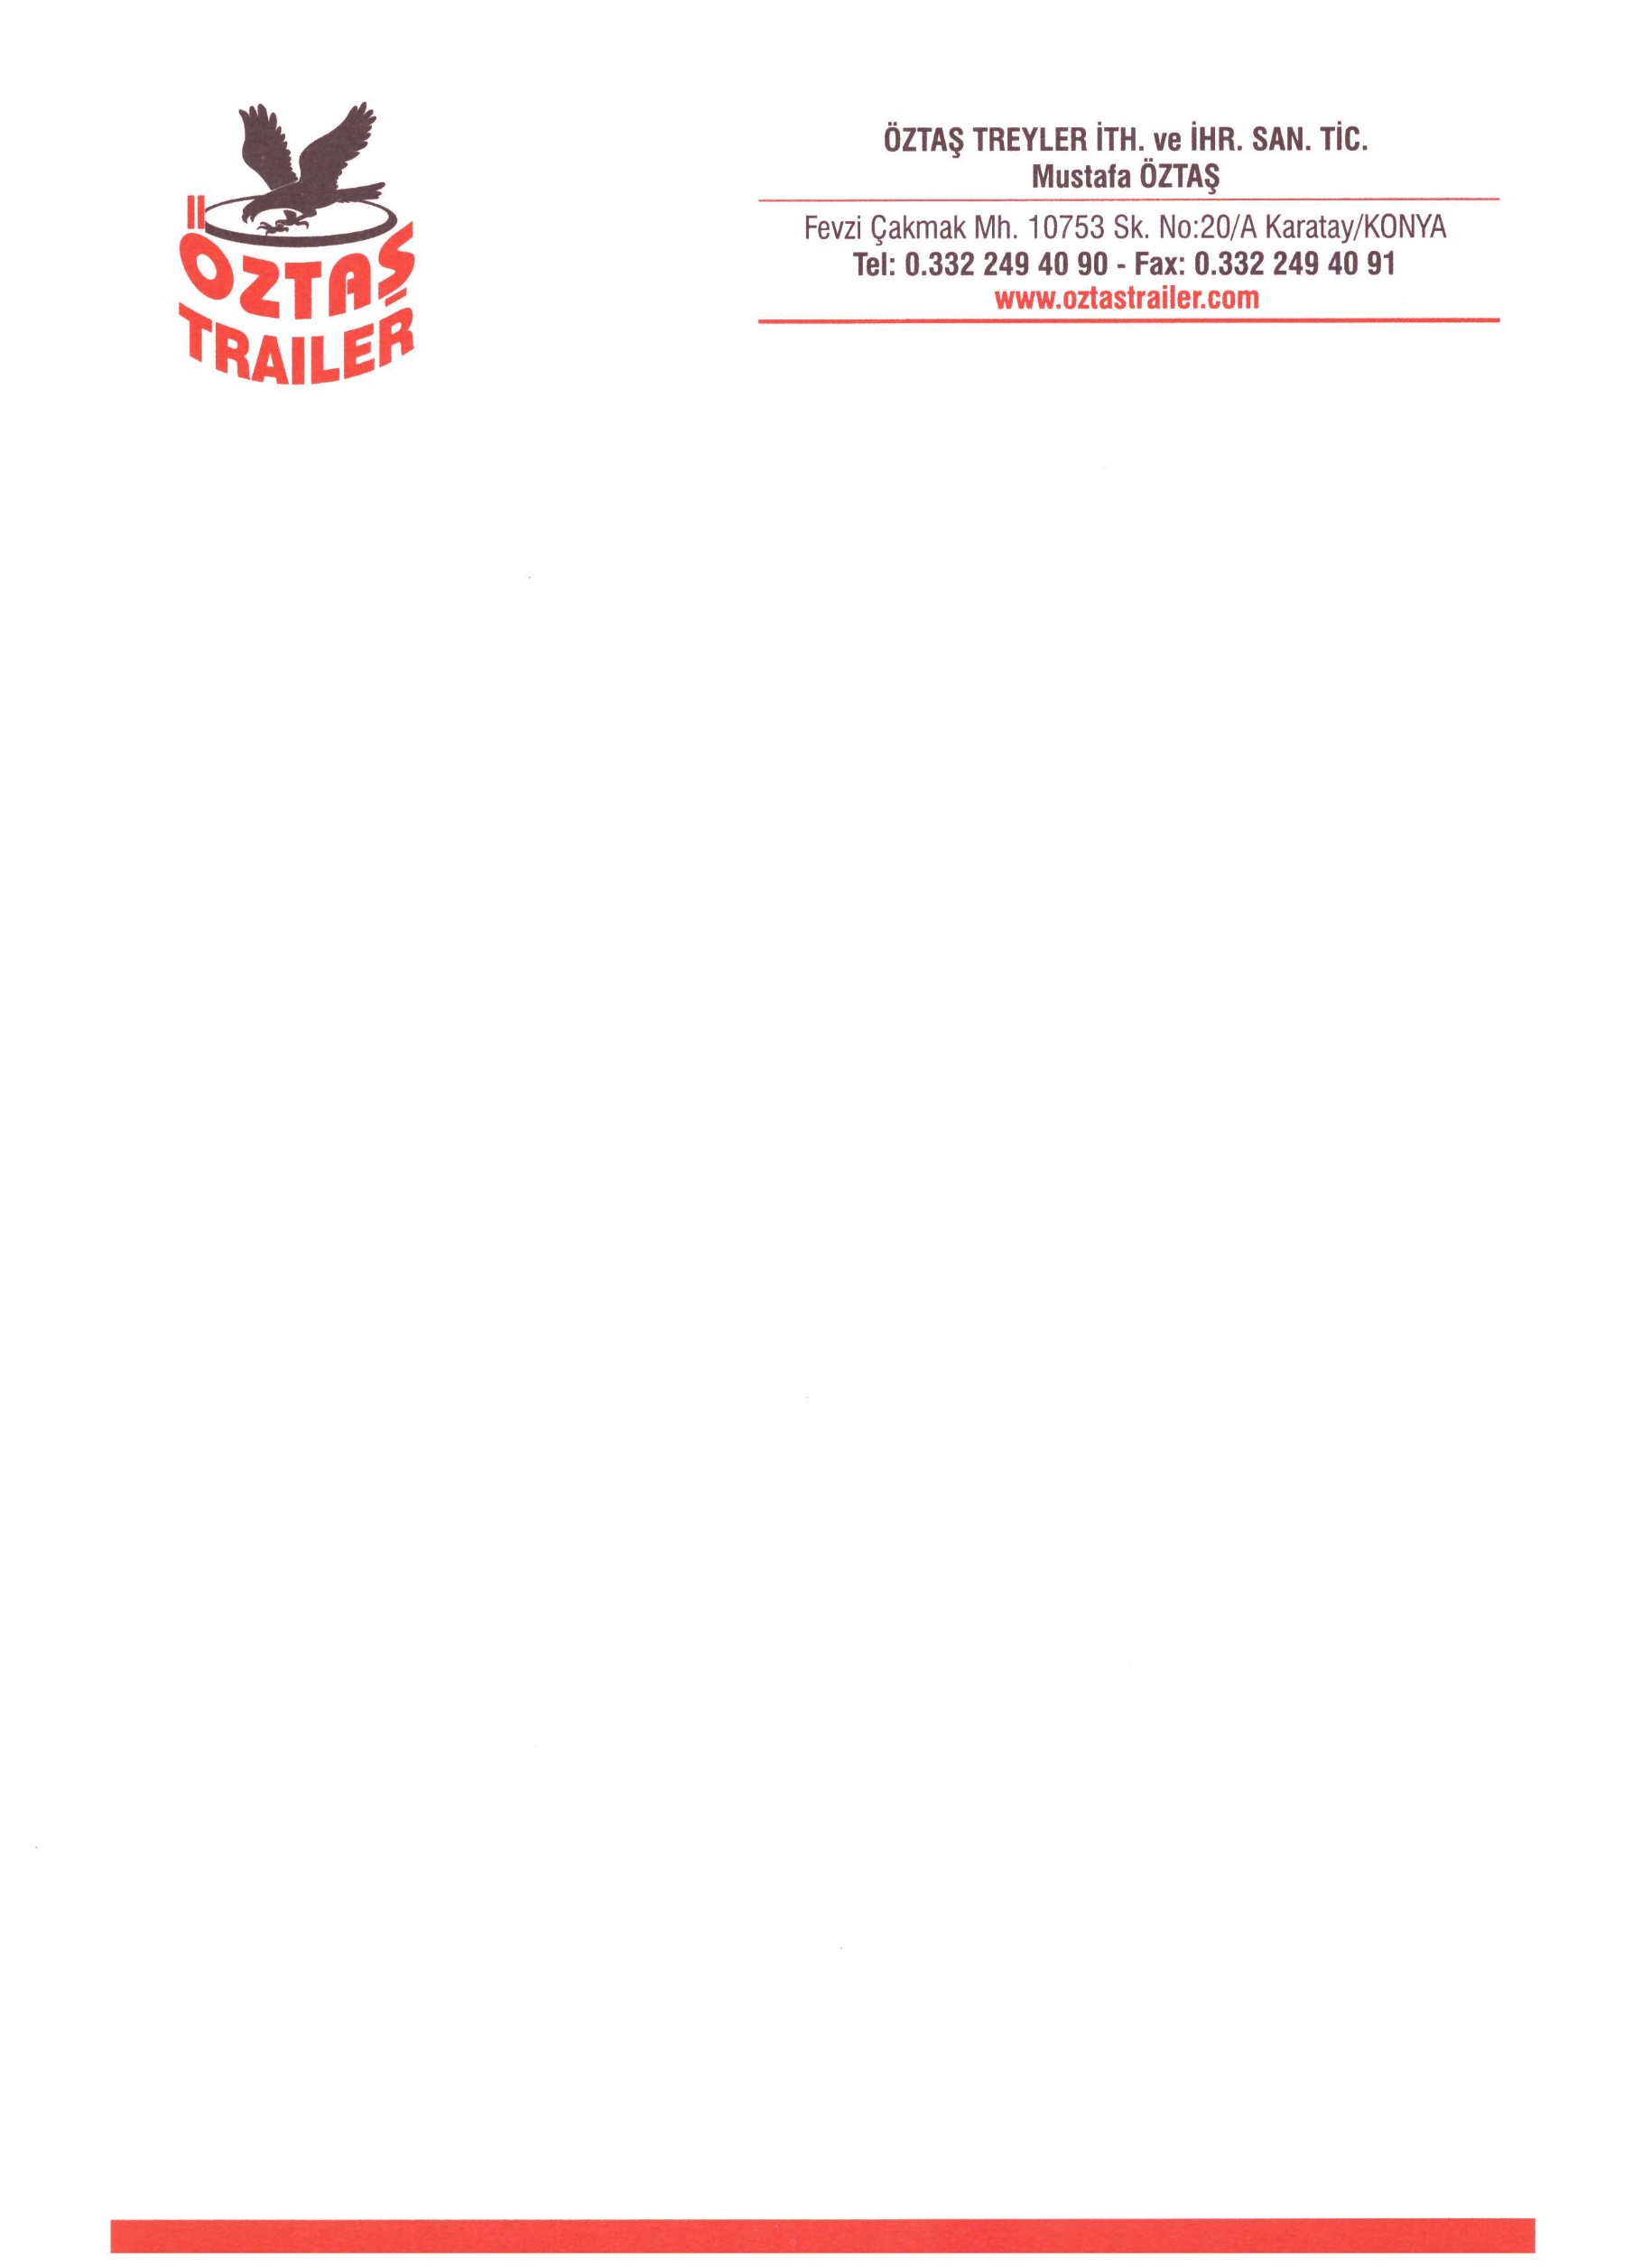 ÖZTAŞ
TRAILER
ÖZTAŞ TREYLER İTH. ve İHR. SAN. TİC.
Mustafa ÖZTAŞ
Fevzi Çakmak Mh. 10753 Sk. No:20/A Karatay/KONYA
Tel: 0.332 249 40 90 - Fax: 0.332 249 40 91
www.oztastrailer.com